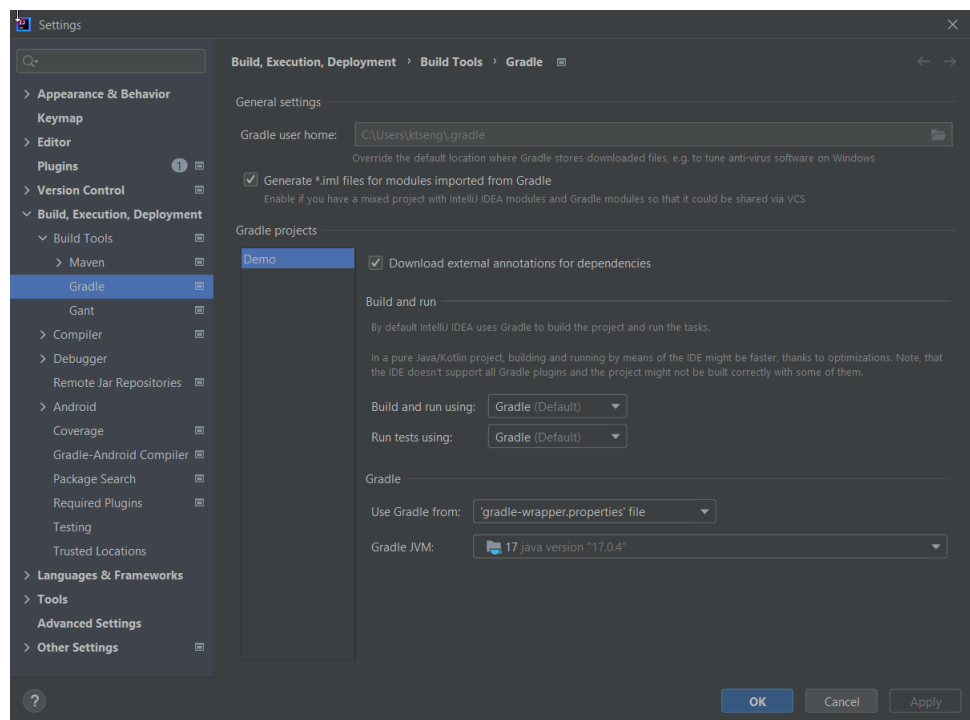 Settings
Build, Execution, Deployment › Build Tools › Gradle
Appearance & Behavior
Keymap
Editor
Plugins 1
Version Control
Build, Execution, Deployment
Build Tools
Maven
Gradle
Gant
Compiler
Debugger
Remote Jar Repositories
Android
Coverage
Gradle-Android Compiler
Package Search
Required Plugins
Testing
Trusted Locations
Languages & Frameworks
Tools
Advanced Settings
Other Settings
General settings
Gradle user home: C:\Users\ktseng\.gradle
Override the default location where Gradle stores downloaded files, e.g. to tune anti-virus software on Windows
Generate *.iml files for modules imported from Gradle
Enable if you have a mixed project with IntelliJ IDEA modules and Gradle modules so that it could be shared via VCS
Gradle projects
Demo
Download external annotations for dependencies
Build and run
By default IntelliJ IDEA uses Gradle to build the project and run the tasks.
In a pure Java/Kotlin project, building and running by means of the IDE might be faster, thanks to optimizations. Note, that
the IDE doesn't support all Gradle plugins and the project might not be built correctly with some of them.
Build and run using: Gradle (Default)
Run tests using: Gradle (Default)
Gradle
Use Gradle from: 'gradle-wrapper.properties' file
Gradle JVM: 17 java version "17.0.4"
?
OK
Cancel
Apply